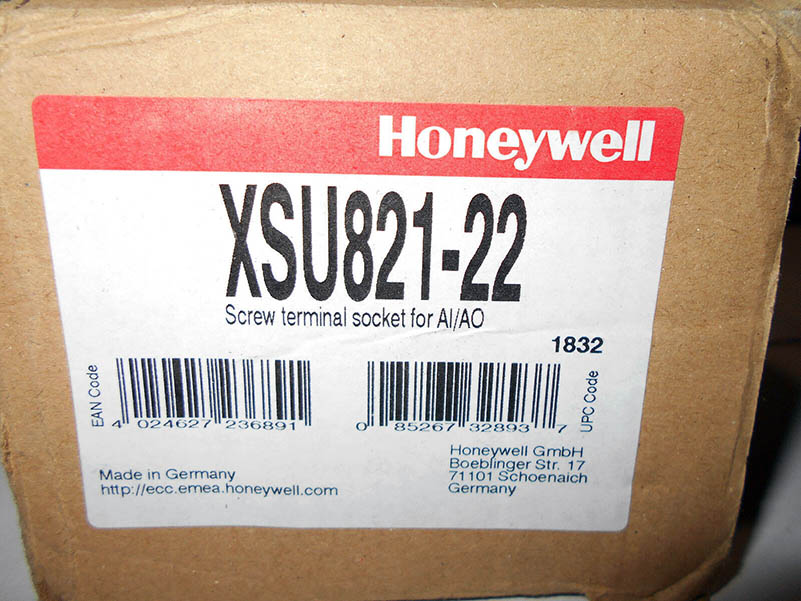 Honeywell
XSU821-22
Screw terminal socket for AI/AO
1832
EAN Code
4 024627 236891
0 85267 32893 7
UPC Code
Made in Germany
http://ecc.emea.honeywell.com
Honeywell GmbH
Boeblinger Str. 17
71101 Schoenaich
Germany